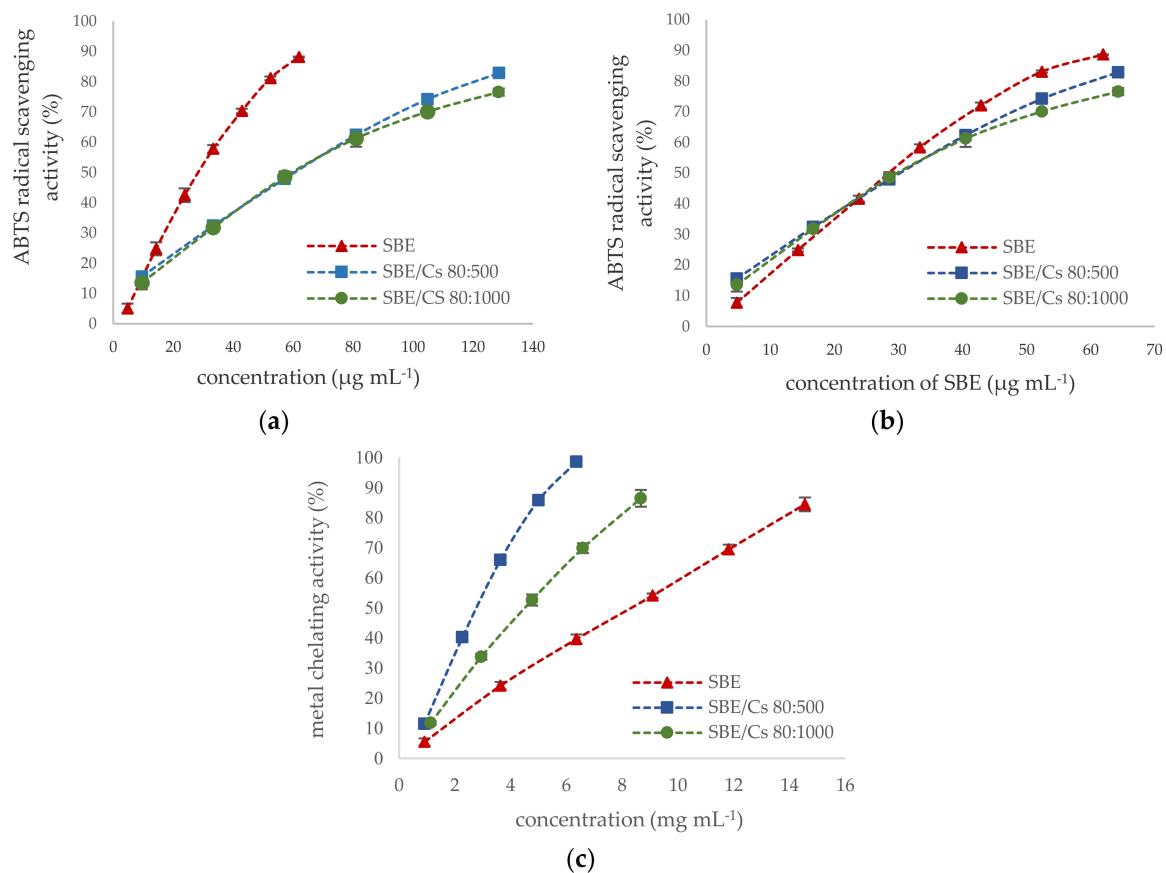 100
90
80
70
60
50
40
30
20
10
0
ABTS radical scavenging
activity (%)
SBE
SBE/Cs 80:500
SBE/CS 80:1000
0 20 40 60 80 100 120 140
concentration (µg mL-1)
(a)
100
90
80
70
60
50
40
30
20
10
0
ABTS radical scavenging
activity (%)
SBE
SBE/Cs 80:500
SBE/Cs 80:1000
0 10 20 30 40 50 60 70
concentration of SBE (µg mL-1)
(b)
100
90
80
70
60
50
40
30
20
10
0
metal chelating activity (%)
SBE
SBE/Cs 80:500
SBE/Cs 80:1000
0 2 4 6 8 10 12 14 16
concentration (mg mL-1)
(c)